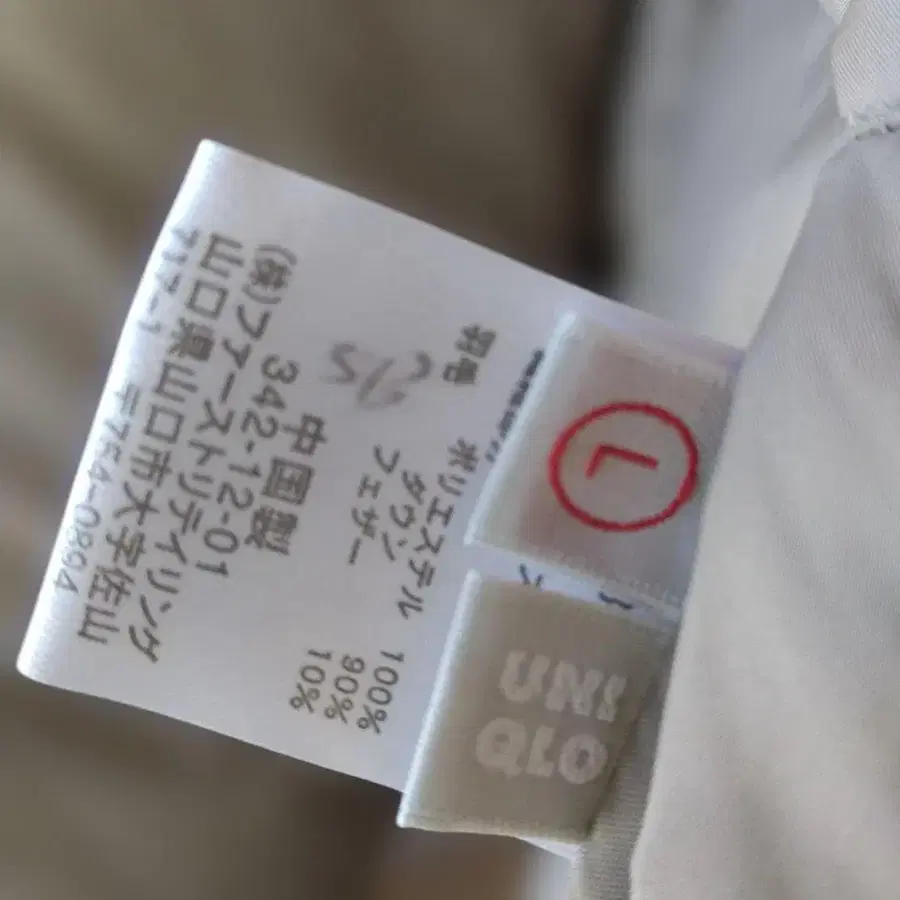 L
UNI
QLO
ポリエステル 100%
羽毛
ダウン 90%
フェザー 10%
中国製
342-12-01
(株)ファーストリテイリング
山口県山口市大字佐山
717-1 〒754-0894